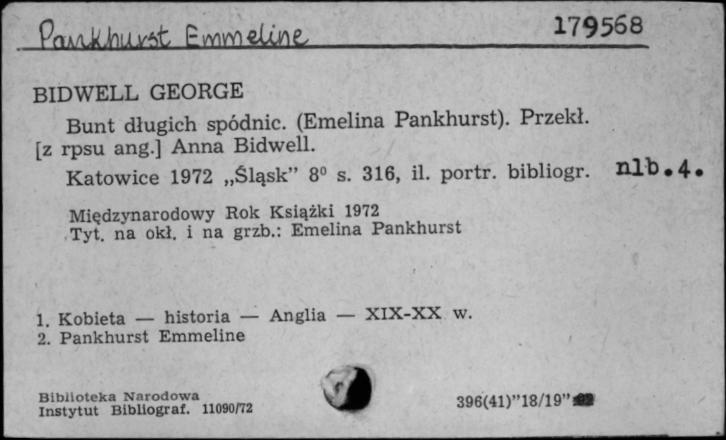 Pankhurst Emmeline 179568
BIDWELL GEORGE
Bunt długich spódnic. (Emelina Pankhurst). Przekł.
[z rpsu ang.] Anna Bidwell.
Katowice 1972 „Śląsk” 8⁰ s. 316, il. portr. bibliogr. nlb.4.
Międzynarodowy Rok Książki 1972
Tyt. na okł. i na grzb.: Emelina Pankhurst
1. Kobieta — historia — Anglia — XIX-XX w.
2. Pankhurst Emmeline
Biblioteka Narodowa
Instytut Bibliograf. 11090/72 396(41)”18/19”